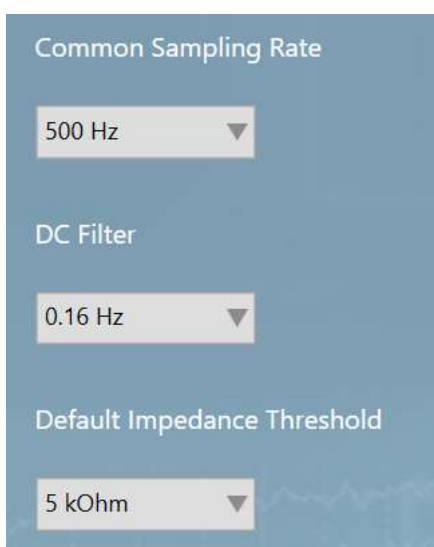 Common Sampling Rate
500 Hz
DC Filter
0.16 Hz
Default Impedance Threshold
5 kOhm